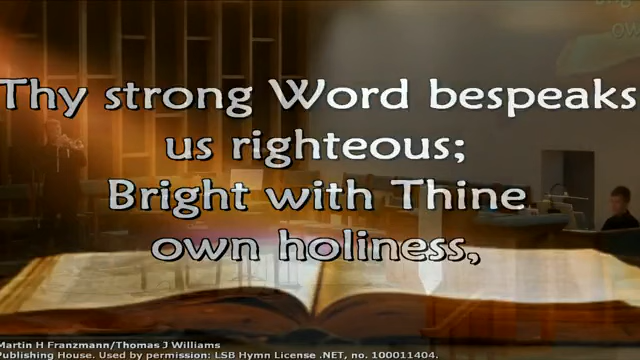 Thy strong Word bespeaks
us righteous;
Bright with Thine
own holiness,
Martin H Franzmann/Thomas J Williams
Publishing House. Used by permission: LSB Hymn License .NET, no. 100011404.